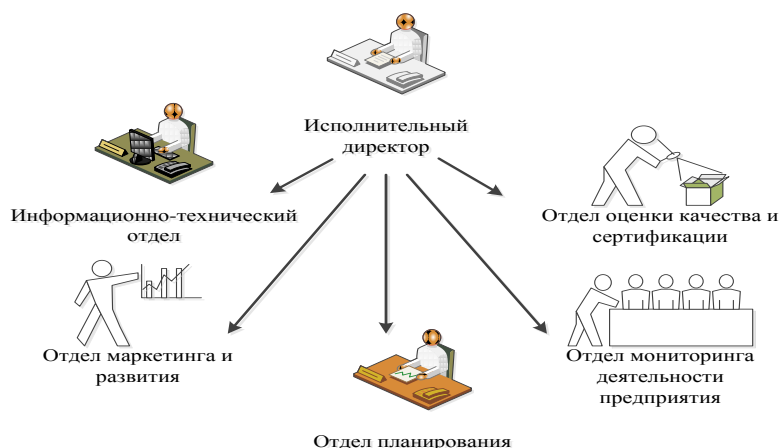 Исполнительный
директор
Информационно-технический
отдел
Отдел оценки качества и
сертификации
Отдел маркетинга и
развития
Отдел мониторинга
деятельности
предприятия
Отдел планирования